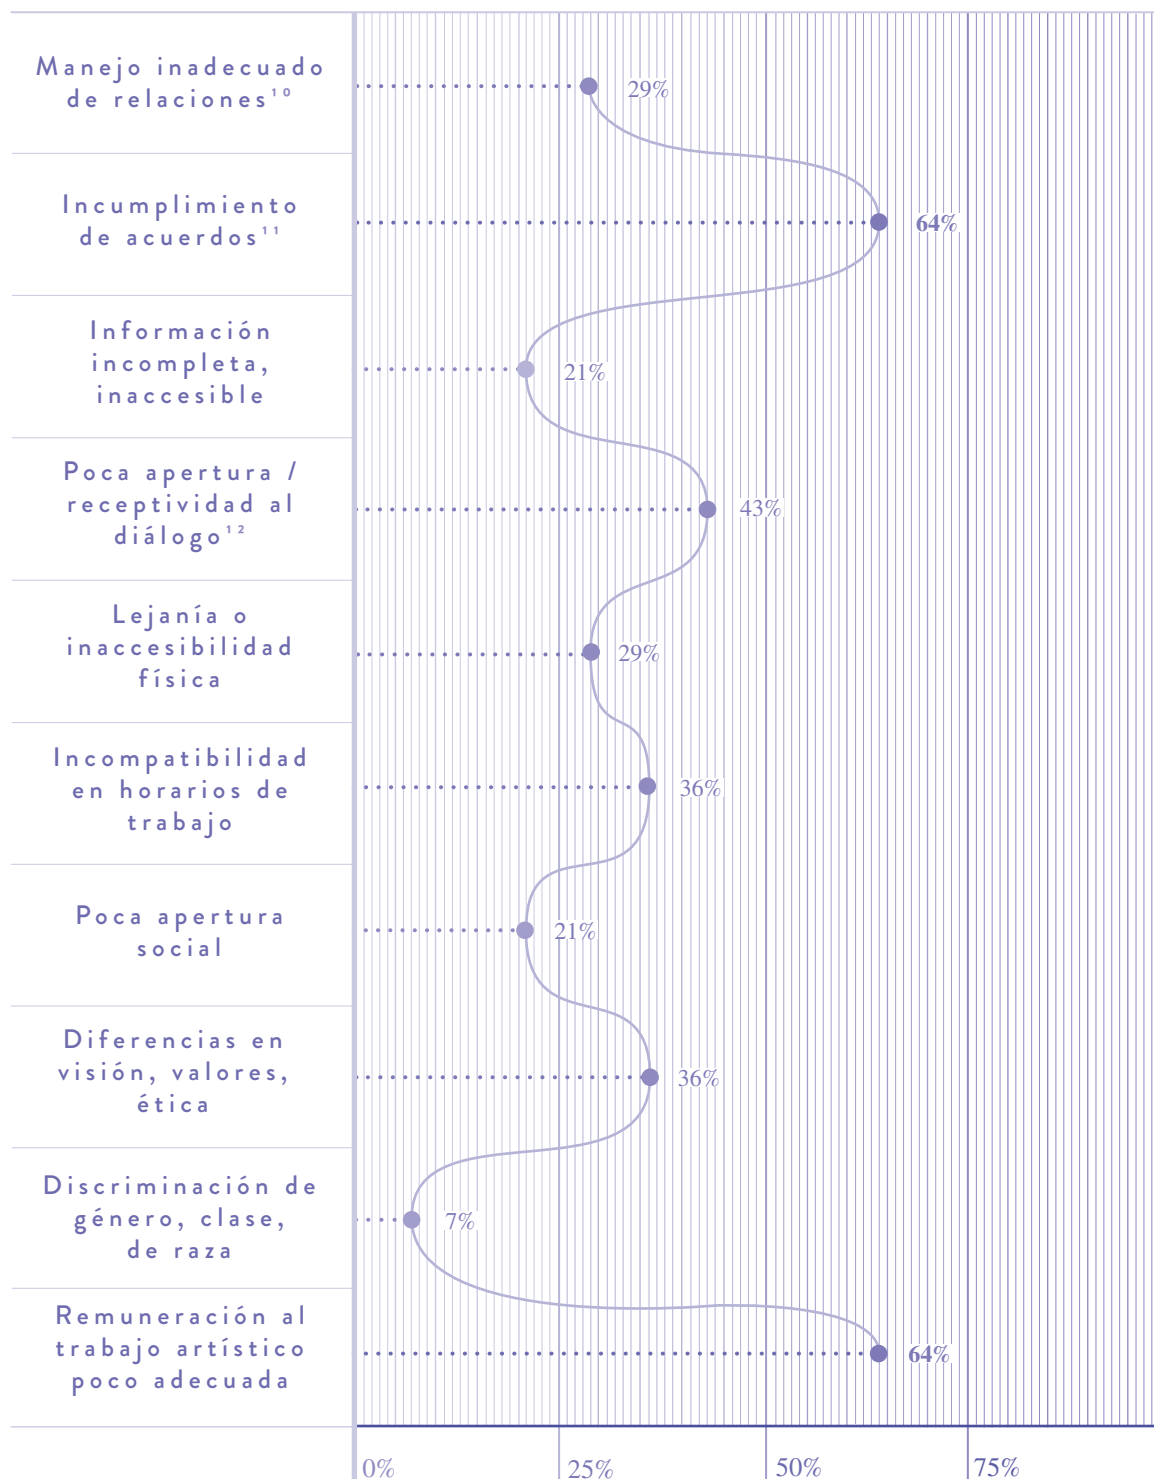 Manejo inadecuado
de relaciones¹⁰
29%
Incumplimiento
de acuerdos¹¹
64%
Información
incompleta,
inaccesible
21%
Poca apertura /
receptividad al
diálogo¹²
43%
Lejanía o
inaccesibilidad
física
29%
Incompatibilidad
en horarios de
trabajo
36%
Poca apertura
social
21%
Diferencias en
visión, valores,
ética
36%
Discriminación de
género, clase,
de raza
7%
Remuneración al
trabajo artístico
poco adecuada
64%
0%
25%
50%
75%